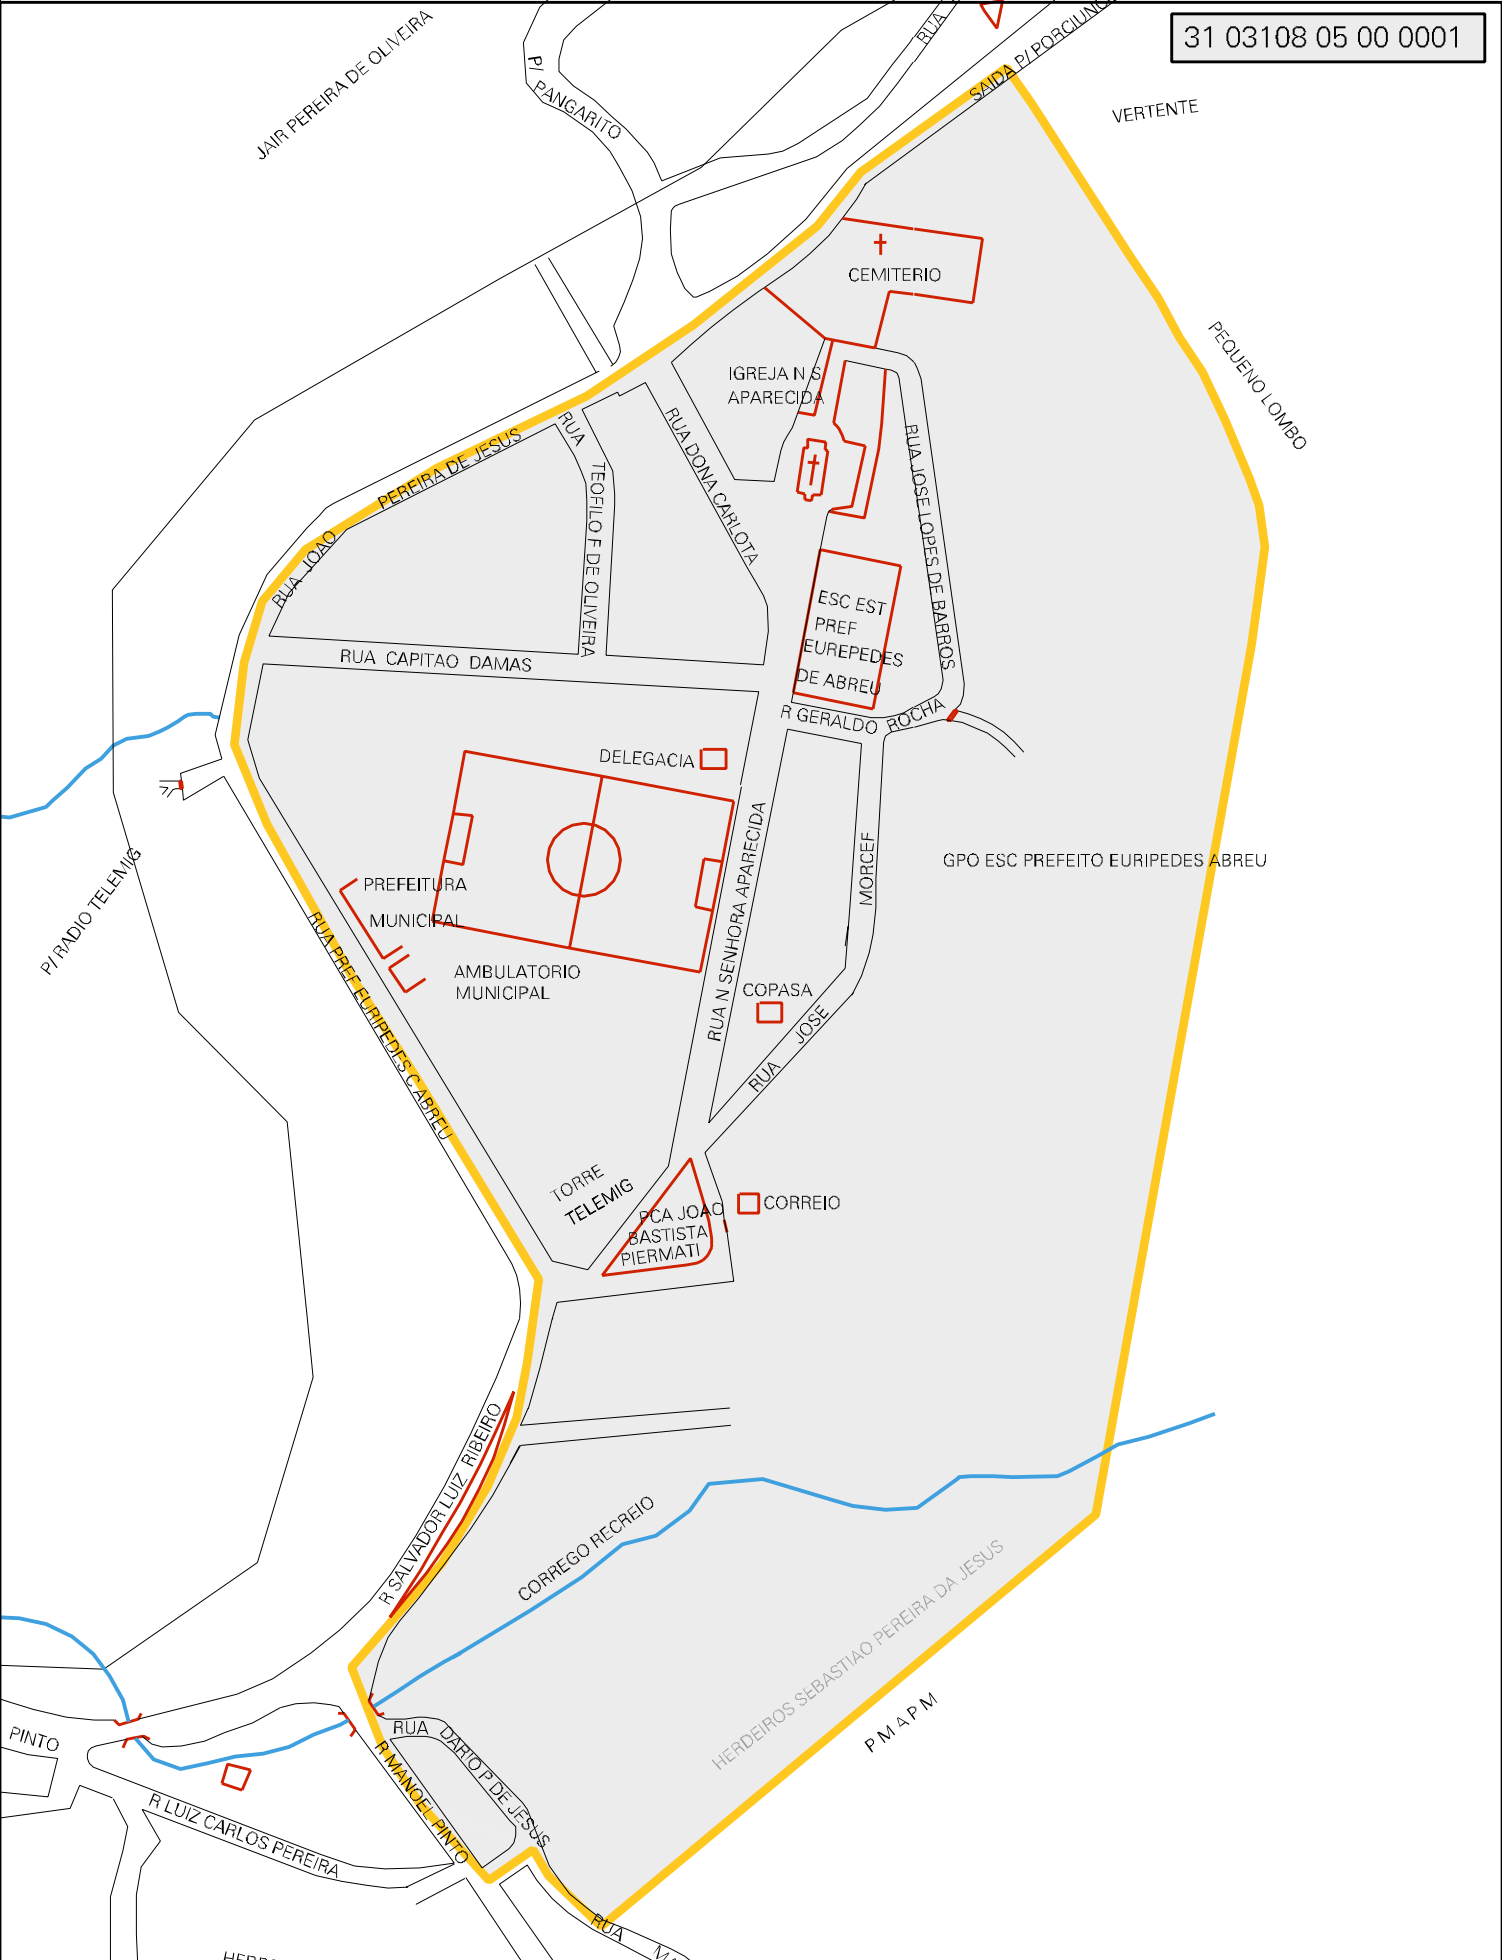 31 03108 05 00 0001
JAIR PEREIRA DE OLIVEIRA
P/ PANGARITO
RUA
SAIDA P/ PORCIUNC
VERTENTE
CEMITERIO
PEQUENO LOMBO
IGREJA N S
APARECIDA
RUA JOAO PEREIRA DE JESUS
RUA TEOFILO F DE OLIVEIRA
RUA DONA CARLOTA
RUA JOSE LOPES DE BARROS
ESC EST
PREF
EUREPEDES
DE ABREU
RUA CAPITAO DAMAS
R GERALDO ROCHA
DELEGACIA
RUA N SENHORA APARECIDA
RUA JOSE MORCEF
GPO ESC PREFEITO EURIPEDES ABREU
P/ RADIO TELEMIG
PREFEITURA
MUNICIPAL
AMBULATORIO
MUNICIPAL
RUA PREF EURIPEDES C ABREU
COPASA
TORRE
TELEMIG
PCA JOAO
BASTISTA
PIERMATI
CORREIO
R SALVADOR LUIZ RIBEIRO
CORREGO RECREIO
HERDEIROS SEBASTIAO PEREIRA DA JESUS
P M A P M
PINTO
RUA DARIO P DE JESUS
R MANOEL PINTO
R LUIZ CARLOS PEREIRA
RUA